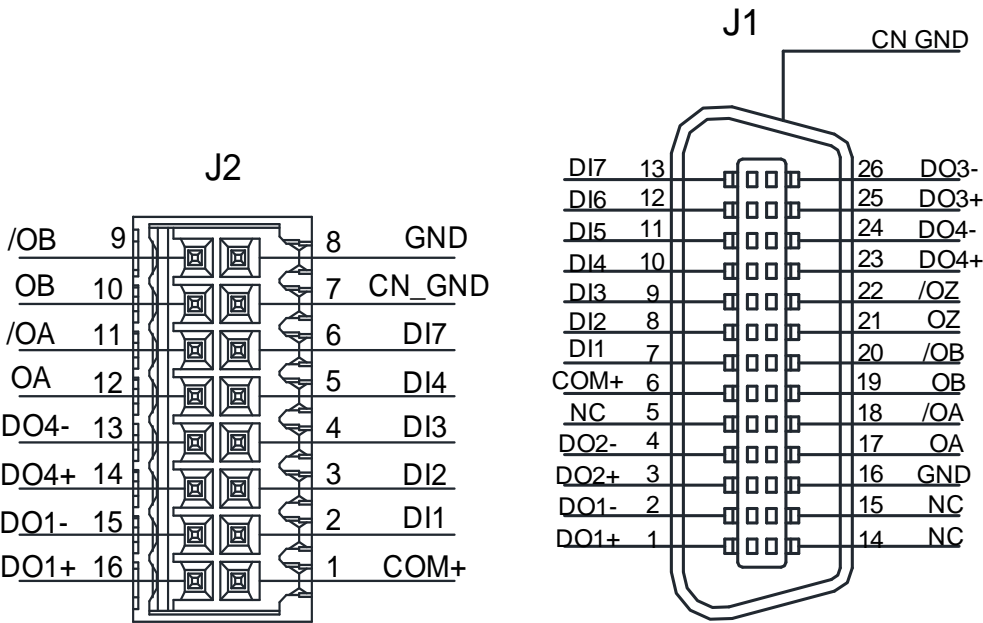 J1
CN GND
J2
/OB 9 8 GND
OB 10 7 CN_GND
/OA 11 6 DI7
OA 12 5 DI4
DO4- 13 4 DI3
DO4+ 14 3 DI2
DO1- 15 2 DI1
DO1+ 16 1 COM+
DI7 13 26 DO3-
DI6 12 25 DO3+
DI5 11 24 DO4-
DI4 10 23 DO4+
DI3 9 22 /OZ
DI2 8 21 OZ
DI1 7 20 /OB
COM+ 6 19 OB
NC 5 18 /OA
DO2- 4 17 OA
DO2+ 3 16 GND
DO1- 2 15 NC
DO1+ 1 14 NC